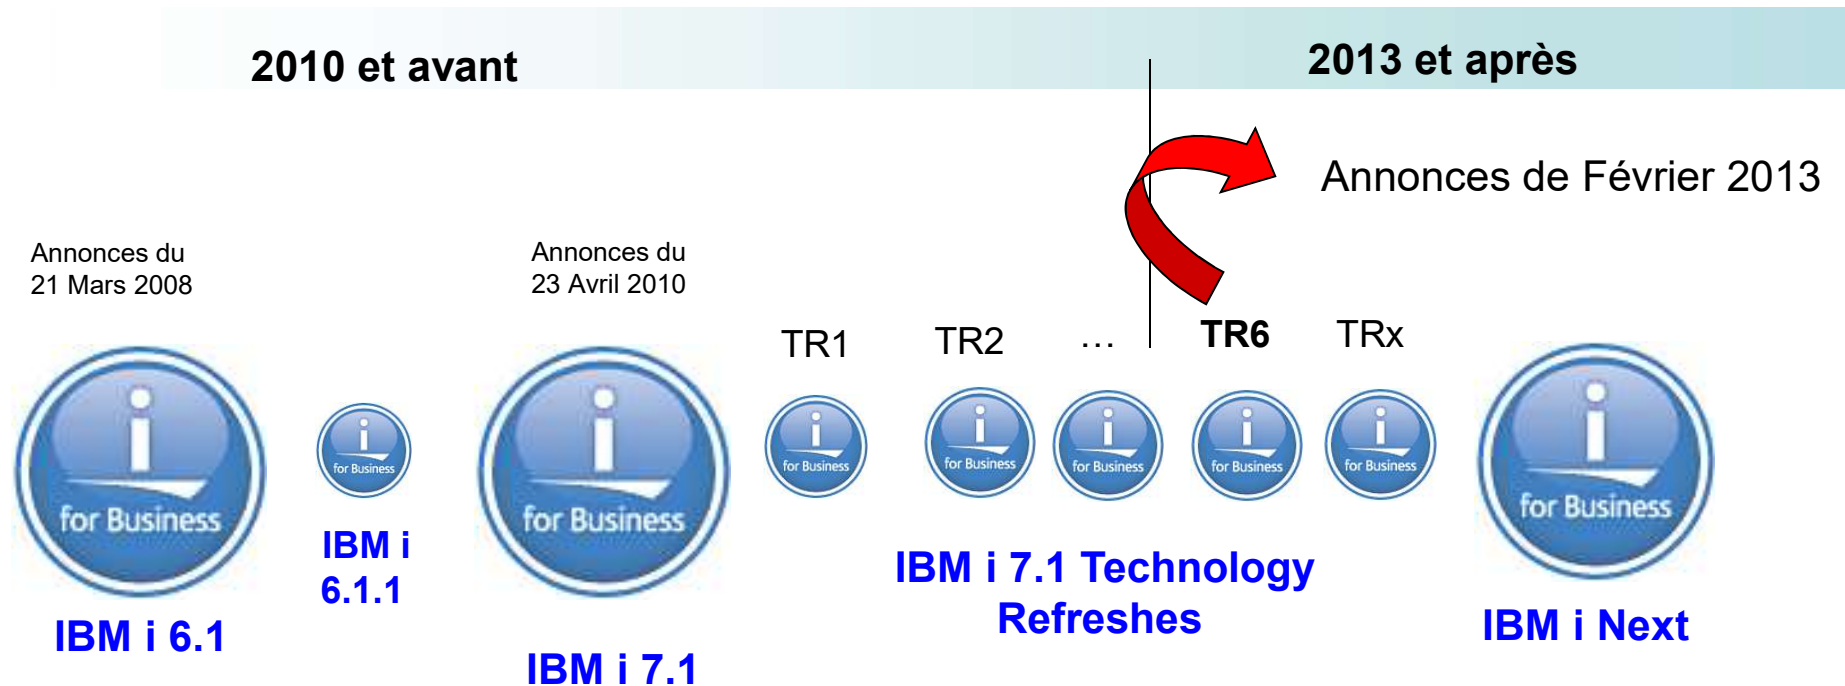 2010 et avant
2013 et après
Annonces de Février 2013
Annonces du
21 Mars 2008
Annonces du
23 Avril 2010
TR1
TR2
…
TR6
TRx
i
for Business
i
for Business
i
for Business
i
for Business
i
for Business
i
for Business
i
for Business
i
for Business
i
for Business
IBM i 6.1
IBM i
6.1.1
IBM i 7.1
IBM i 7.1 Technology
Refreshes
IBM i Next